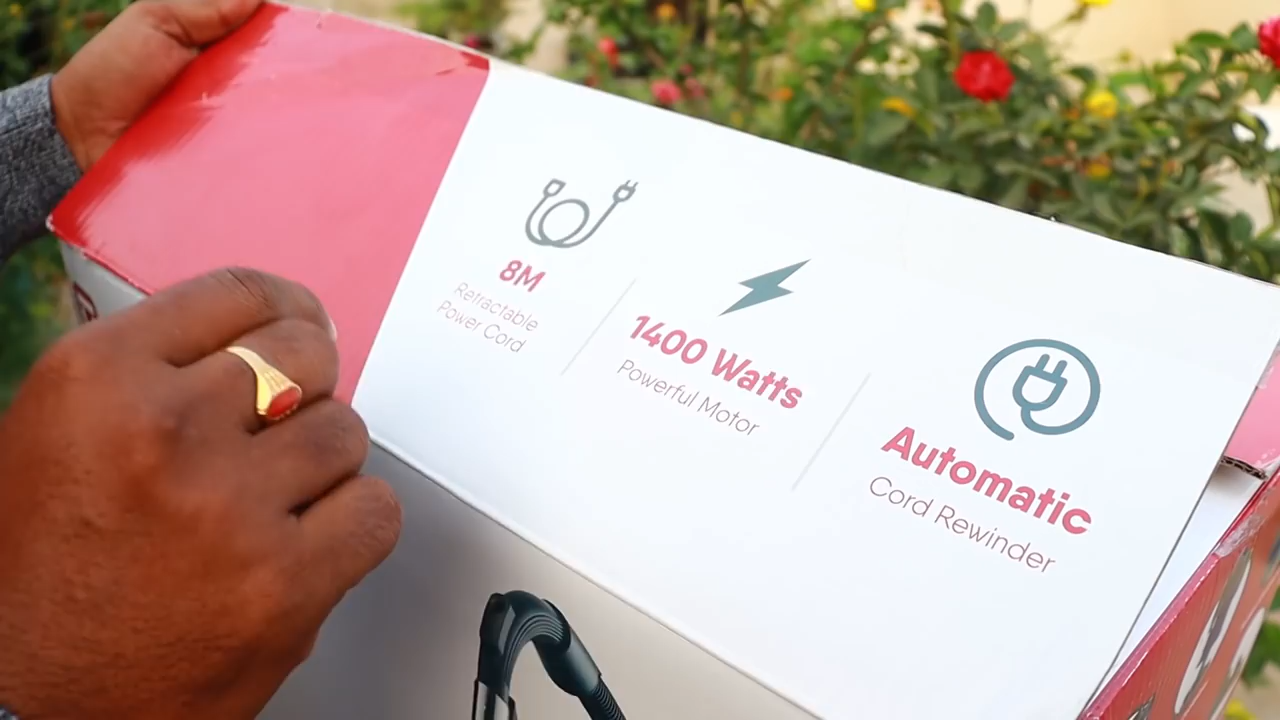 8M
Retractable
Power Cord
1400 Watts
Powerful Motor
Automatic
Cord Rewinder